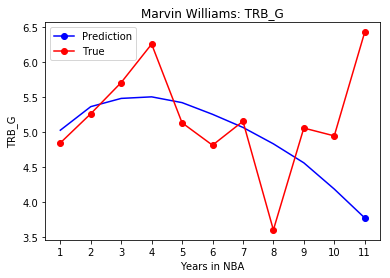 Marvin Williams: TRB_G
Prediction
True
TRB_G
6.5
6.0
5.5
5.0
4.5
4.0
3.5
1 2 3 4 5 6 7 8 9 10 11
Years in NBA